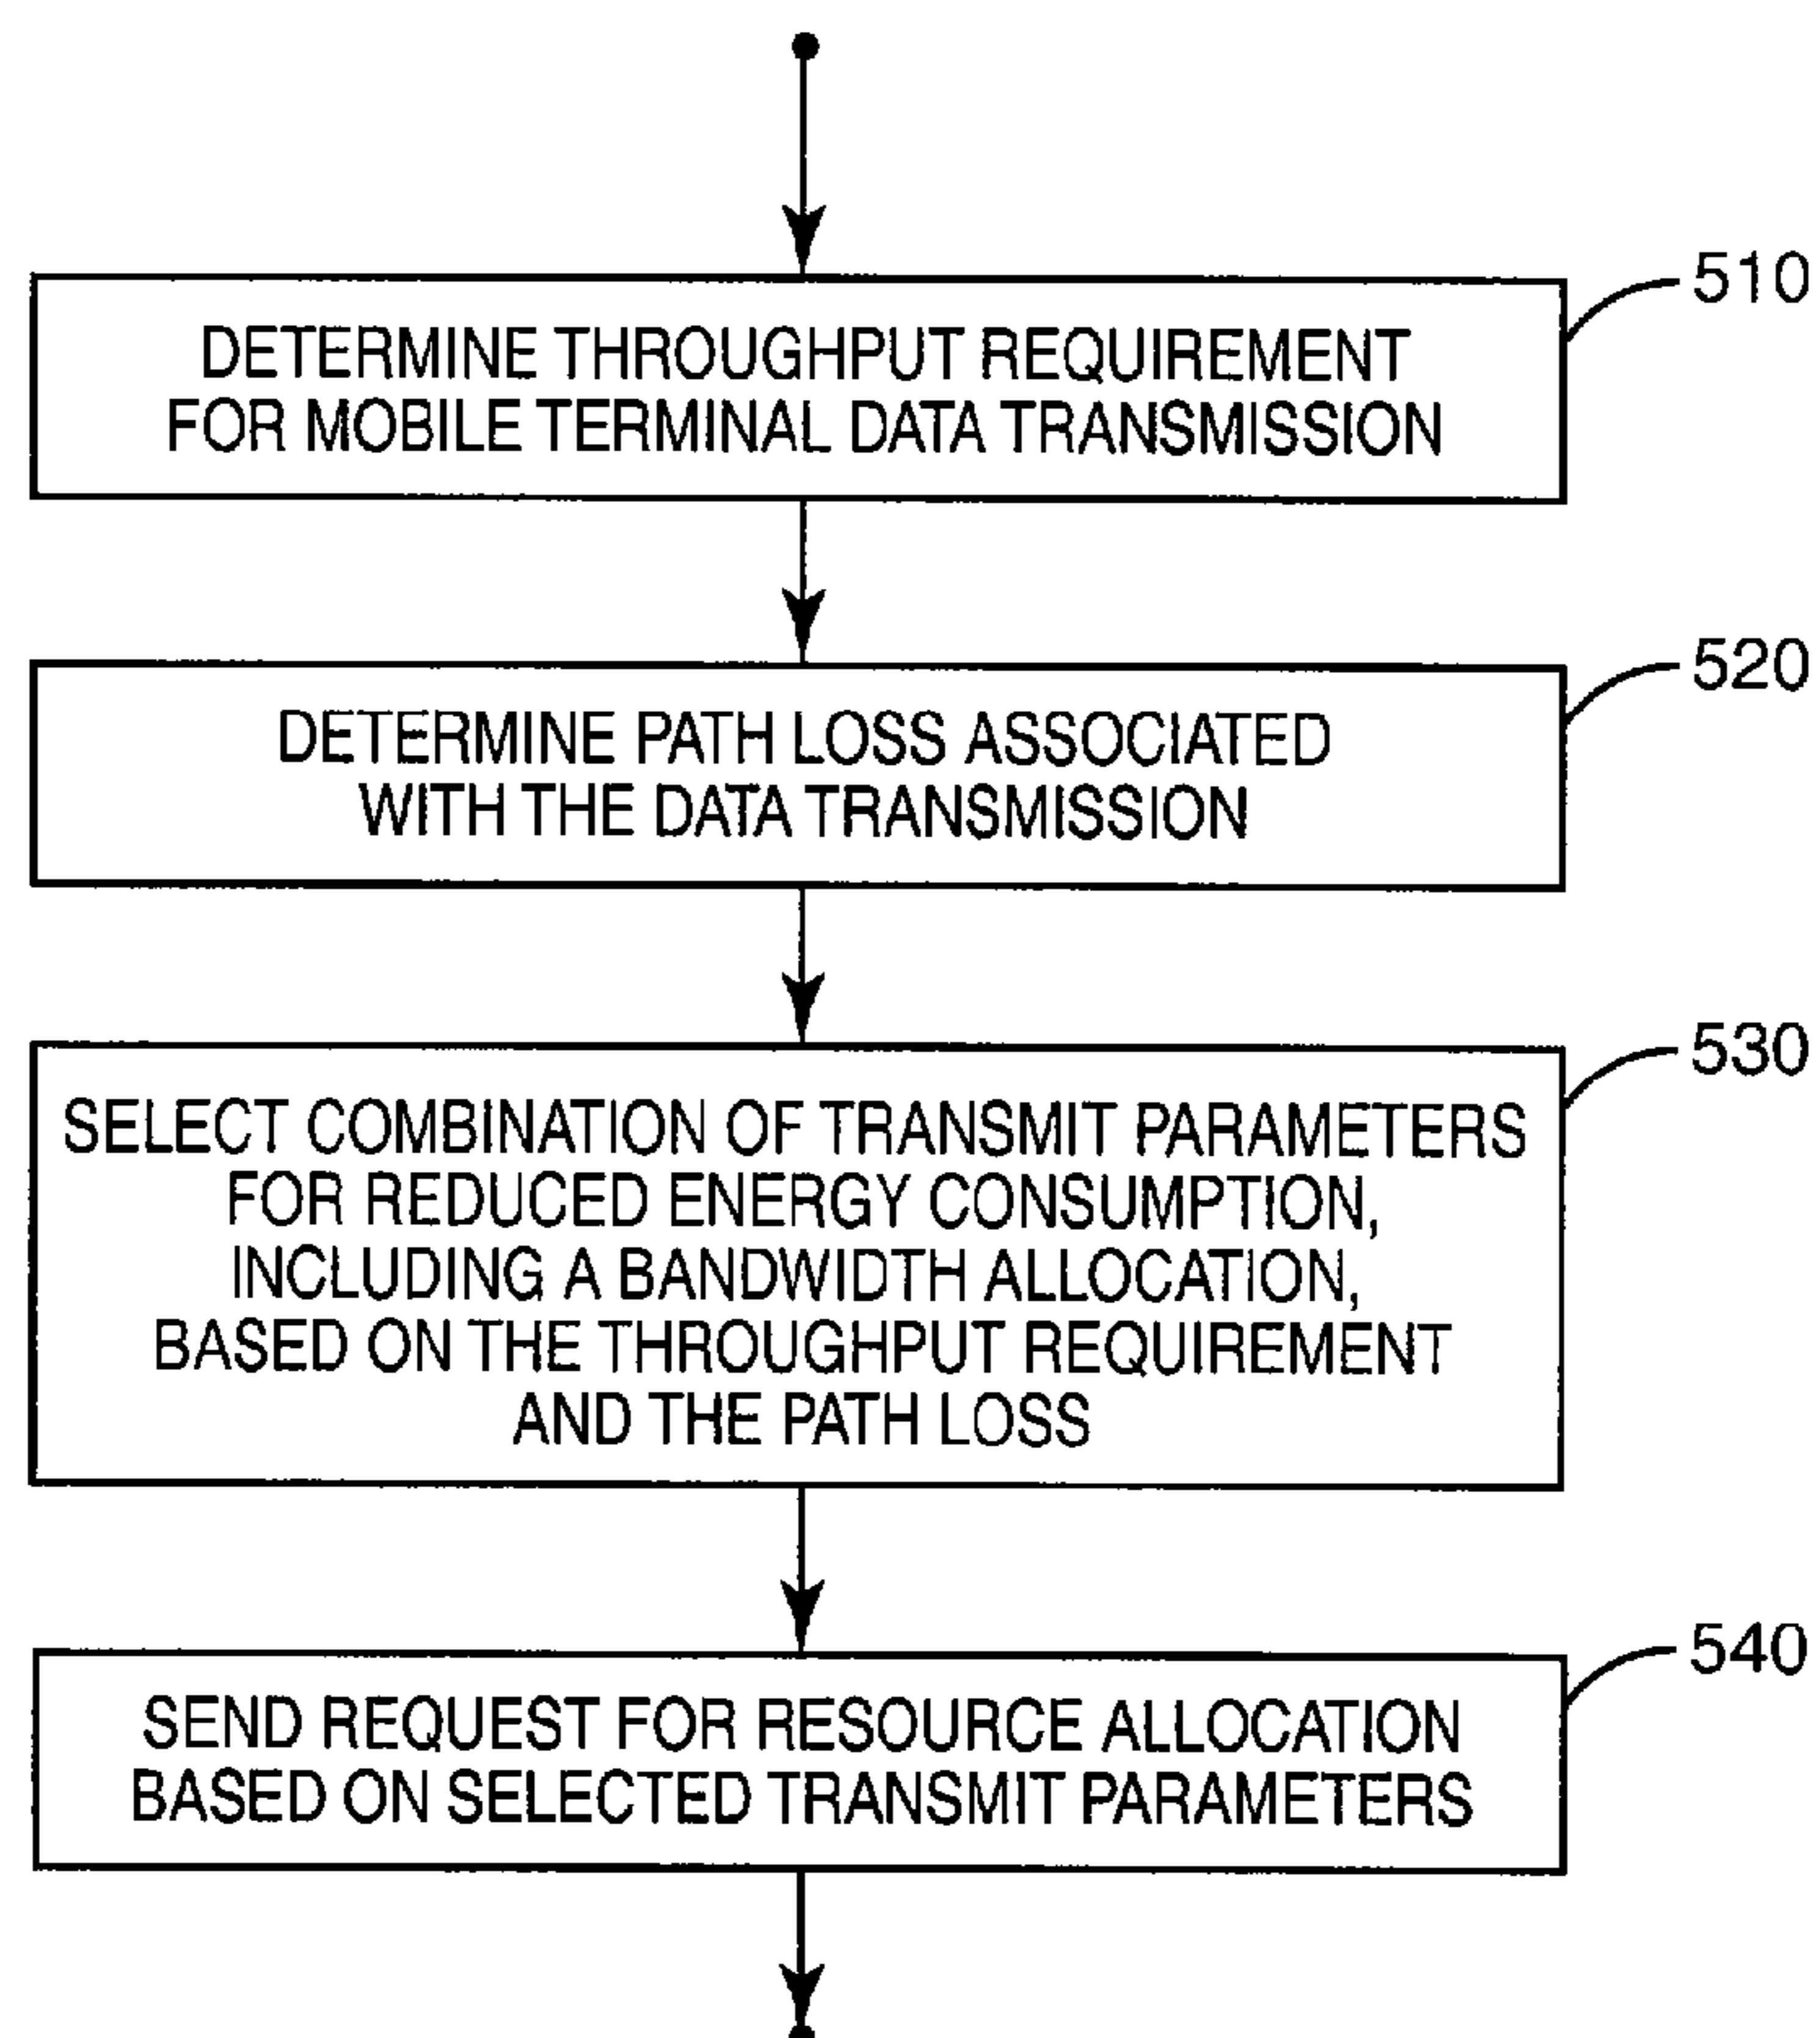 510
DETERMINE THROUGHPUT REQUIREMENT
FOR MOBILE TERMINAL DATA TRANSMISSION
520
DETERMINE PATH LOSS ASSOCIATED
WITH THE DATA TRANSMISSION
530
SELECT COMBINATION OF TRANSMIT PARAMETERS
FOR REDUCED ENERGY CONSUMPTION,
INCLUDING A BANDWIDTH ALLOCATION,
BASED ON THE THROUGHPUT REQUIREMENT
AND THE PATH LOSS
540
SEND REQUEST FOR RESOURCE ALLOCATION
BASED ON SELECTED TRANSMIT PARAMETERS